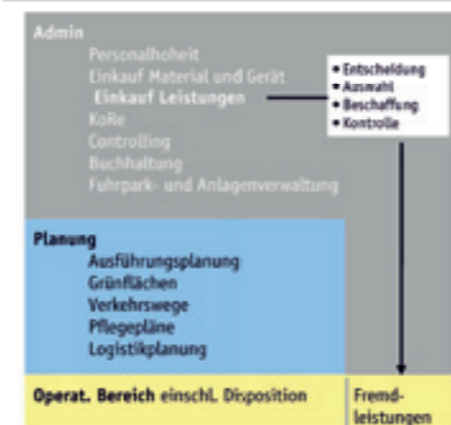 Admin
Personalhoheit
Einkauf Material und Gerät
Einkauf Leistungen
KoRe
Controlling
Buchhaltung
Fuhrpark- und Anlagenverwaltung
• Entscheidung
• Auswahl
• Beschaffung
• Kontrolle
Planung
Ausführungsplanung
Grünflächen
Verkehrswege
Pflegepläne
Logistikplanung
Operat. Bereich einschl. Disposition
Fremd-
leistungen